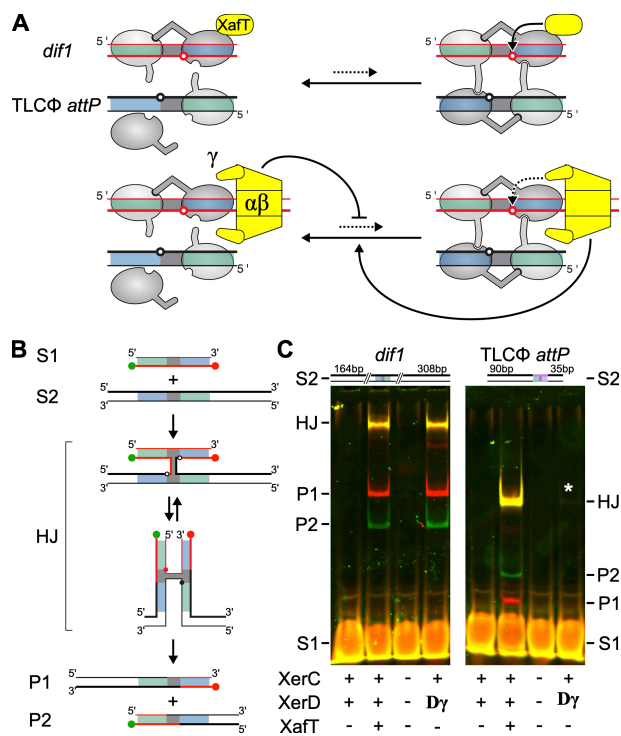 A
XafT
dif1
5'
TLCΦ attP
5'
5'
5'
γ
αβ
5'
5'
5'
5'
B
S1
5'
3'
+
S2
5'
3'
3'
5'
HJ
5'
3'
5'
3'
3'
5'
5'
3'
5'
3'
5'
3'
P1
5'
3'
+
P2
5'
3'
C
dif1
TLCΦ attP
S2
164bp
308bp
90bp
35bp
S2
HJ
P1
P2
S1
*
HJ
P2
P1
S1
XerC + + - + + + - +
XerD + + - Dγ + + - Dγ
XafT - + - - - + - -